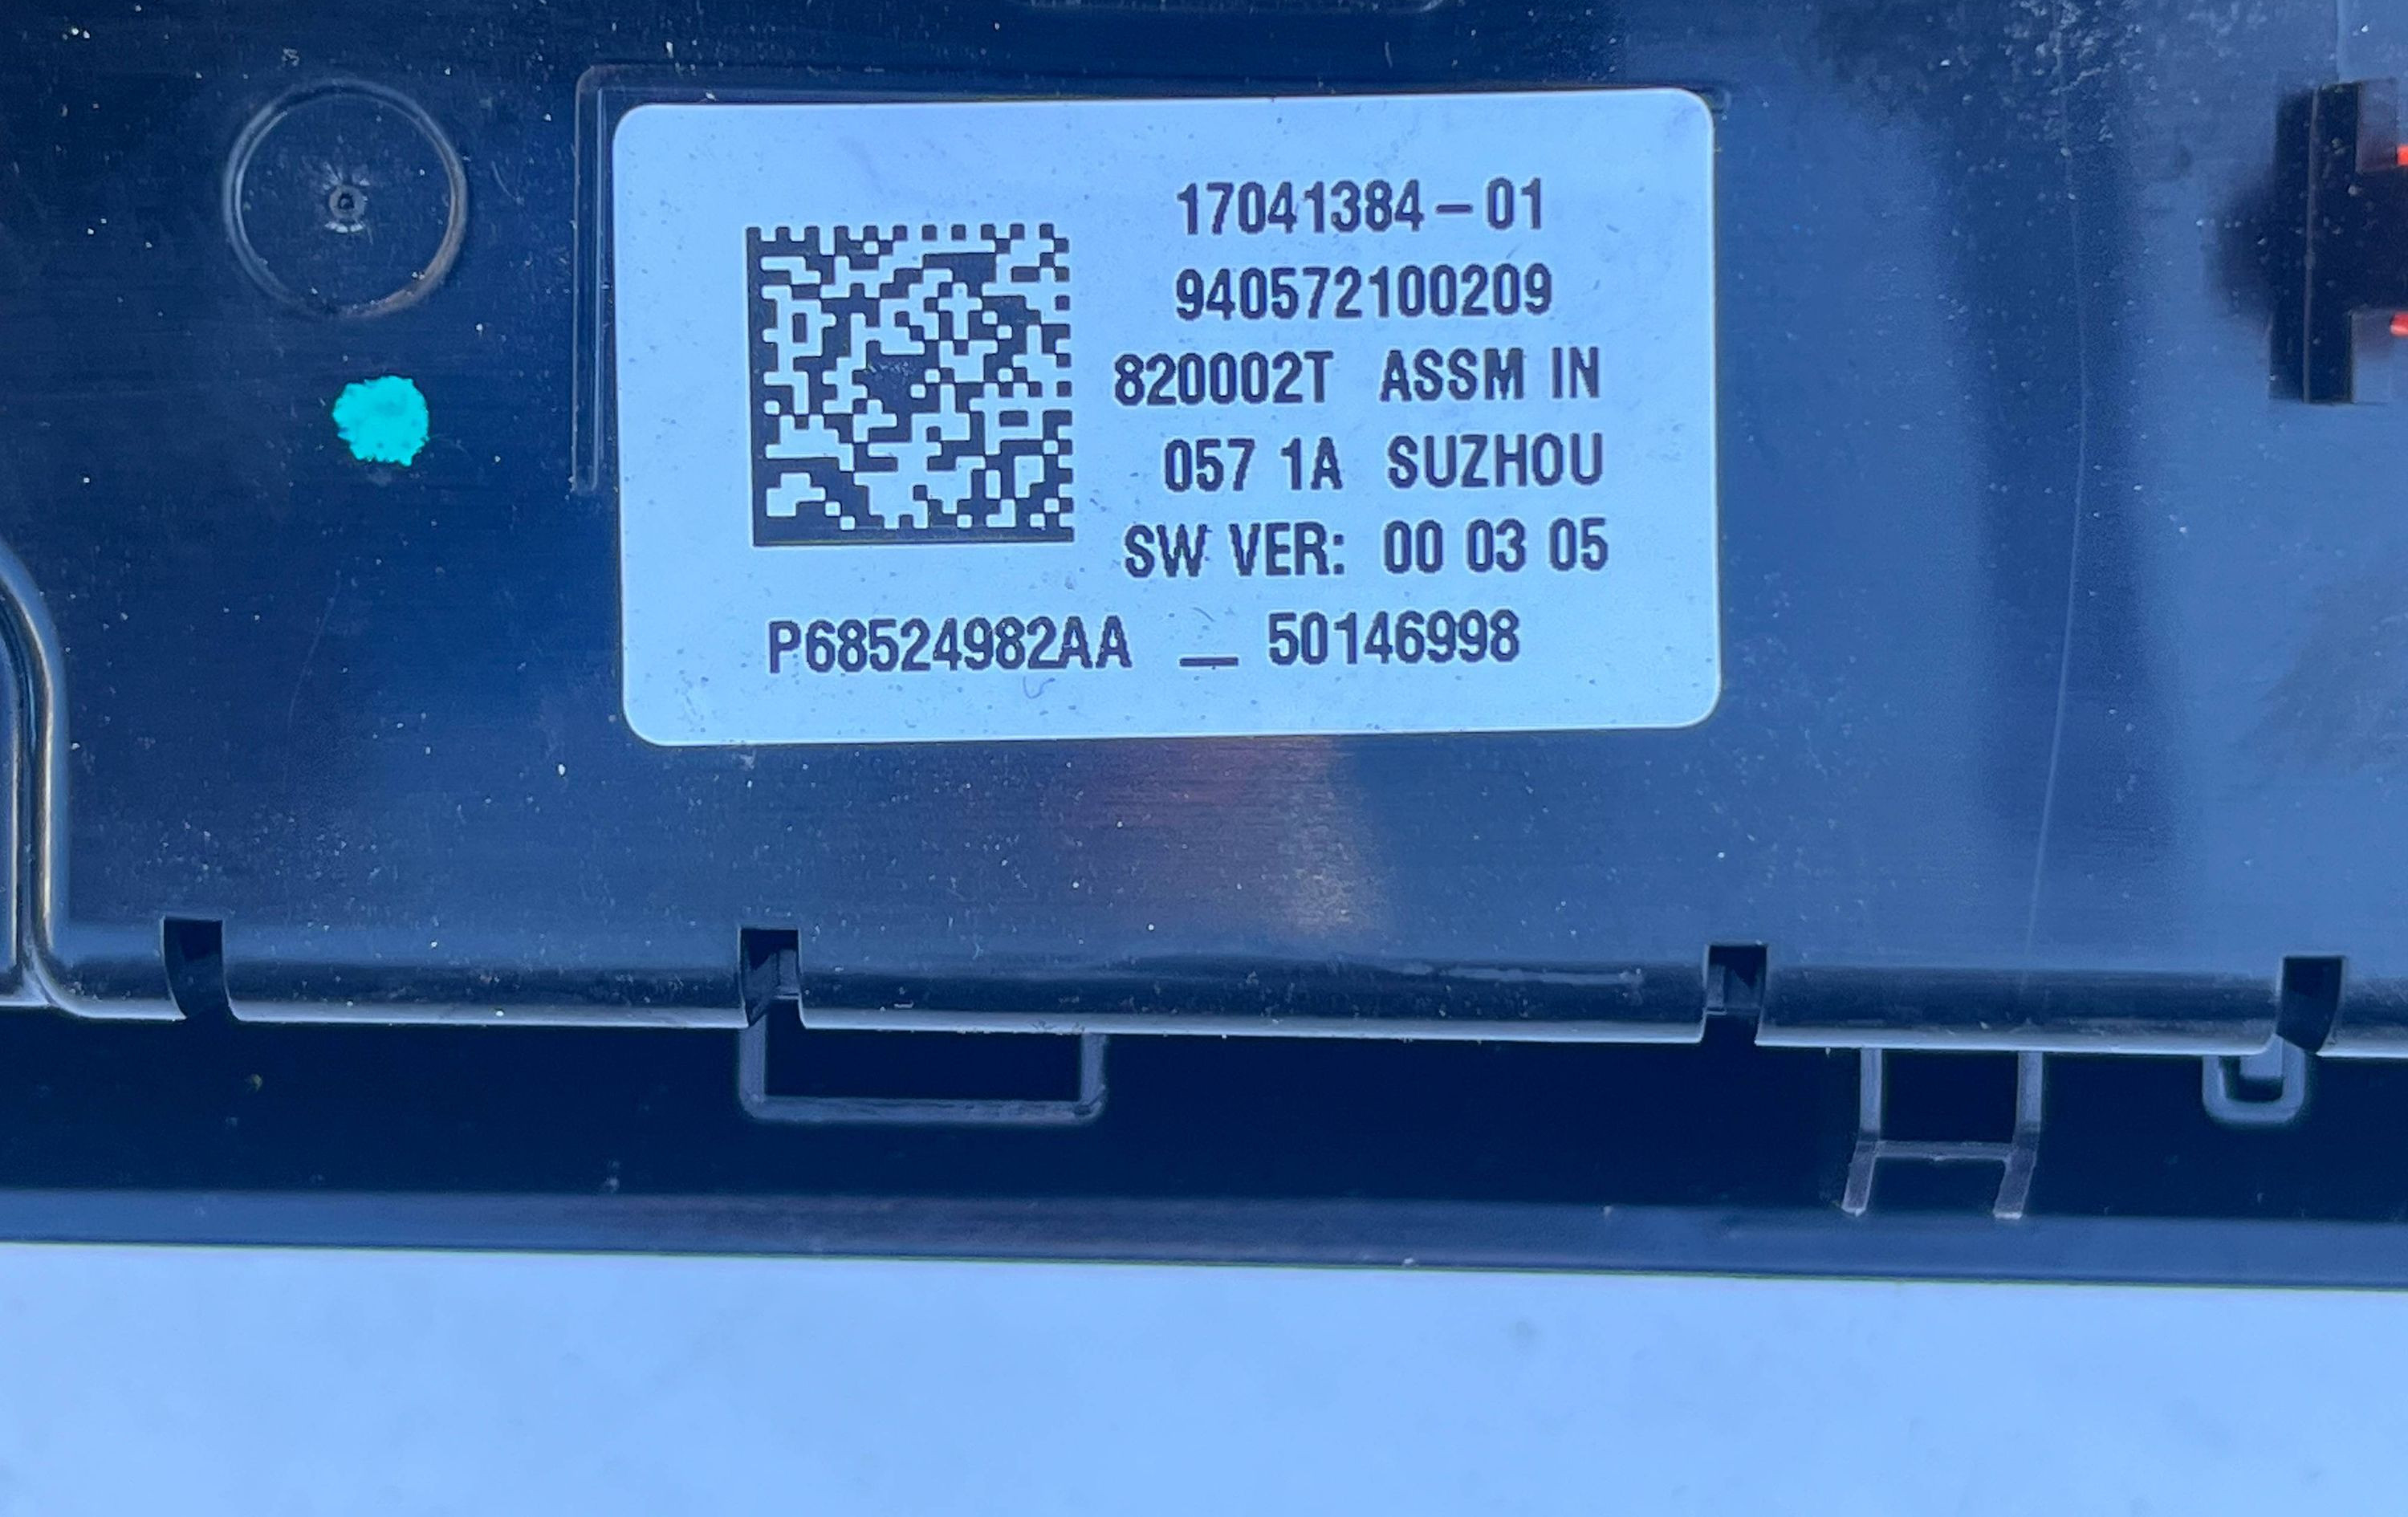 17041384-01
940572100209
820002T ASSM IN
057 1A SUZHOU
SW VER: 00 03 05
P68524982AA _ 50146998